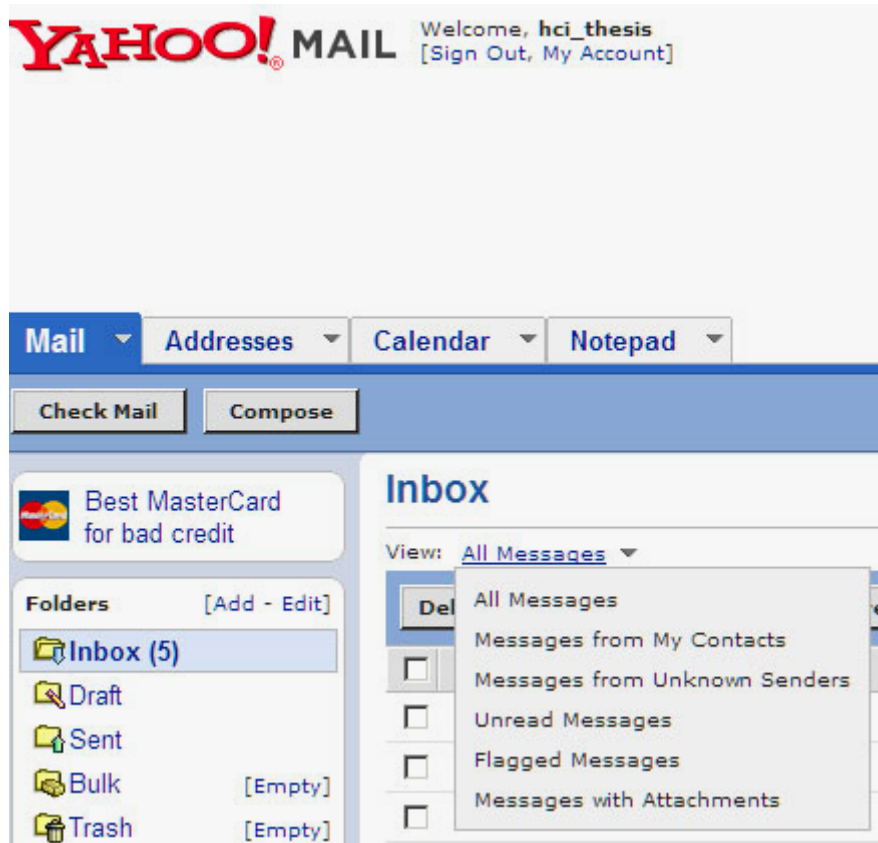 YAHOO!® MAIL
Welcome, hci_thesis
[Sign Out, My Account]
Mail Addresses Calendar Notepad
Check Mail Compose
Best MasterCard
for bad credit
Folders [Add - Edit]
Inbox (5)
Draft
Sent
Bulk [Empty]
Trash [Empty]
Inbox
View: All Messages
Del
All Messages
Messages from My Contacts
Messages from Unknown Senders
Unread Messages
Flagged Messages
Messages with Attachments